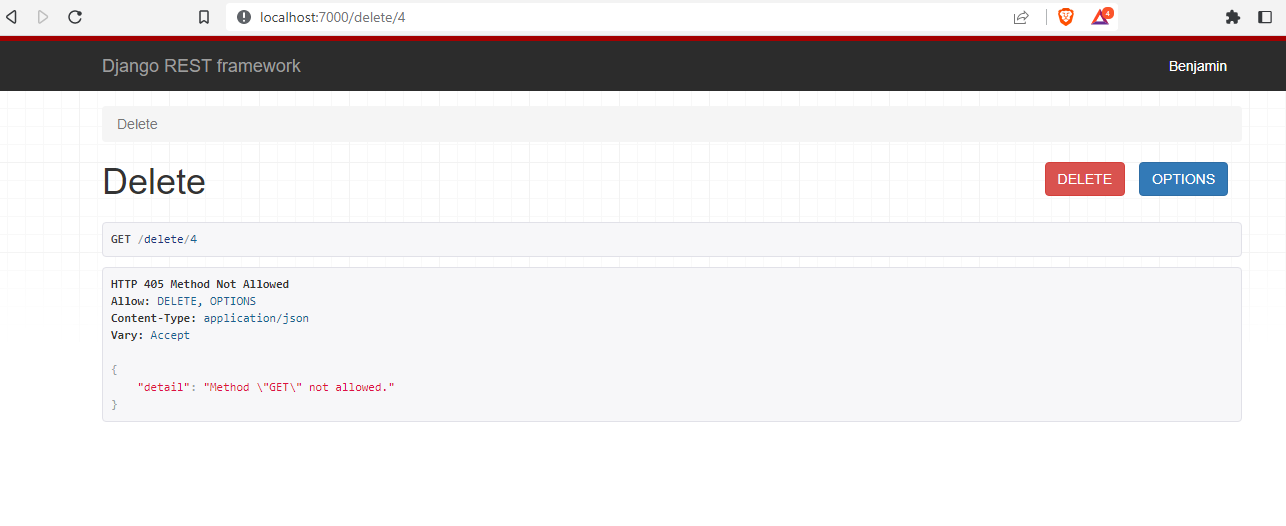 localhost:7000/delete/4
4
Django REST framework
Benjamin
Delete
Delete
DELETE
OPTIONS
GET /delete/4
HTTP 405 Method Not Allowed
Allow: DELETE, OPTIONS
Content-Type: application/json
Vary: Accept
{
    "detail": "Method \"GET\" not allowed."
}